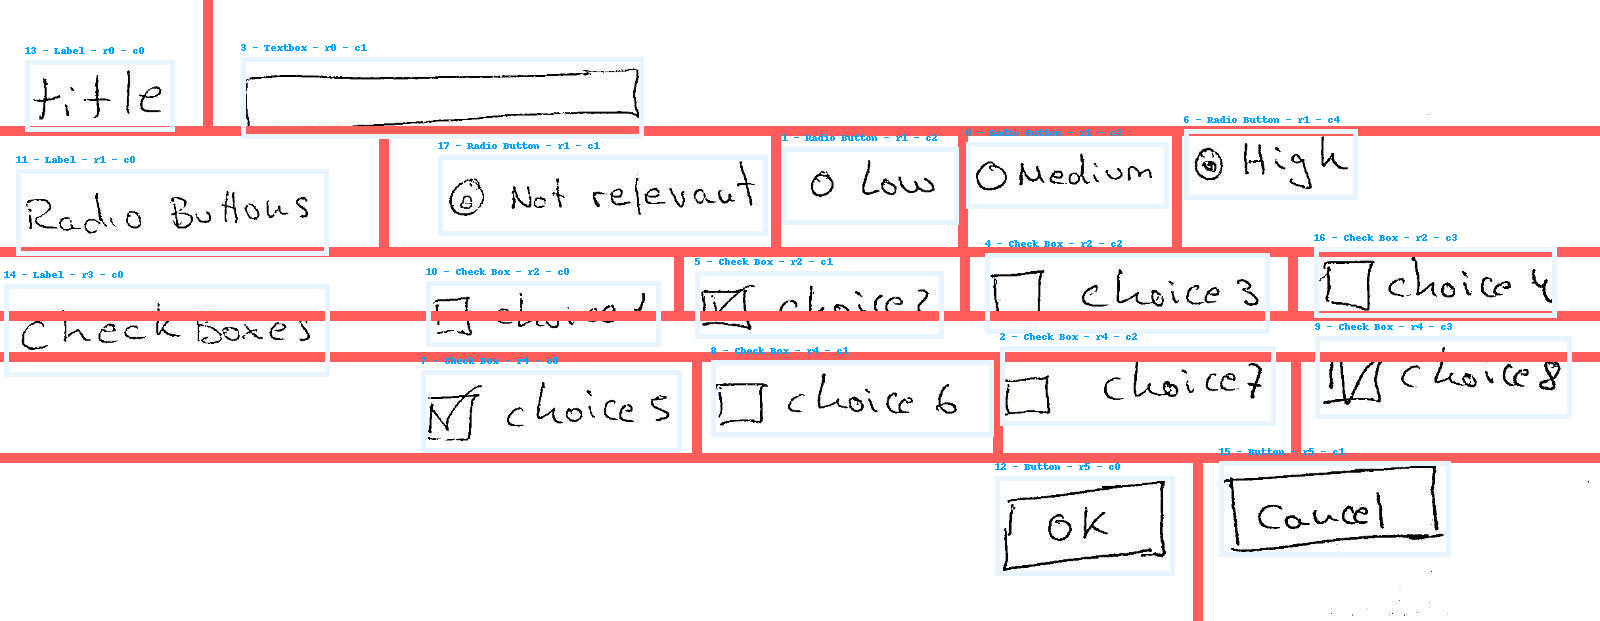 13 - Label - r0 - c0
3 - Textbox - r0 - c1
title
6 - Radio Button - r1 - c4
11 - Label - r1 - c0
17 - Radio Button - r1 - c1
1 - Radio Button - r1 - c2
Radio Button - r1 - c3
Radio Buttons
Not relevant
Low
Medium
High
14 - Label - r3 - c0
10 - Check Box - r2 - c0
5 - Check Box - r2 - c1
4 - Check Box - r2 - c2
16 - Check Box - r2 - c3
Check Boxes
choice 1
choice 2
choice 3
choice 4
7 - Check Box - r4 - c0
8 - Check Box - r4 - c1
2 - Check Box - r4 - c2
9 - Check Box - r4 - c3
choice 5
choice 6
choice 7
choice 8
12 - Button - r5 - c0
15 - Button - r5 - c1
OK
Cancel